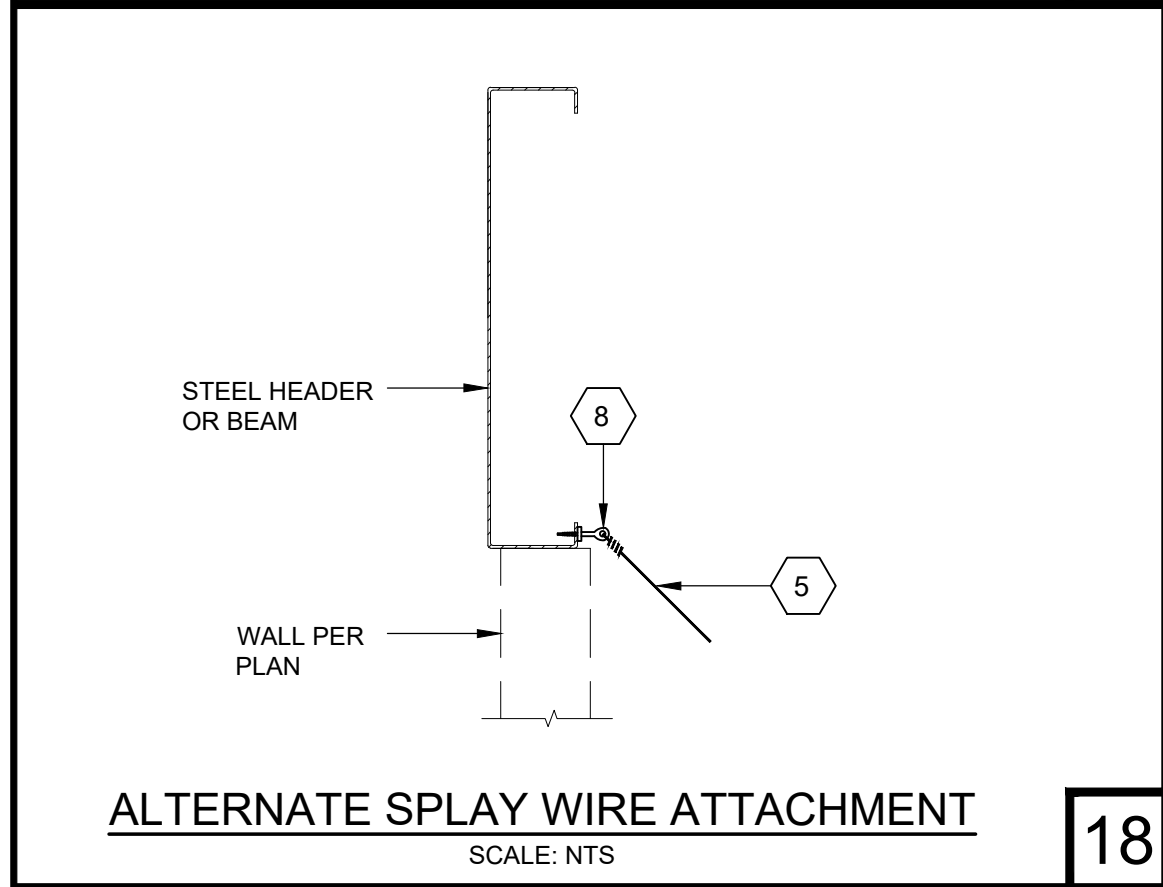 STEEL HEADER
OR BEAM
8
5
WALL PER
PLAN
ALTERNATE SPLAY WIRE ATTACHMENT
SCALE: NTS
18